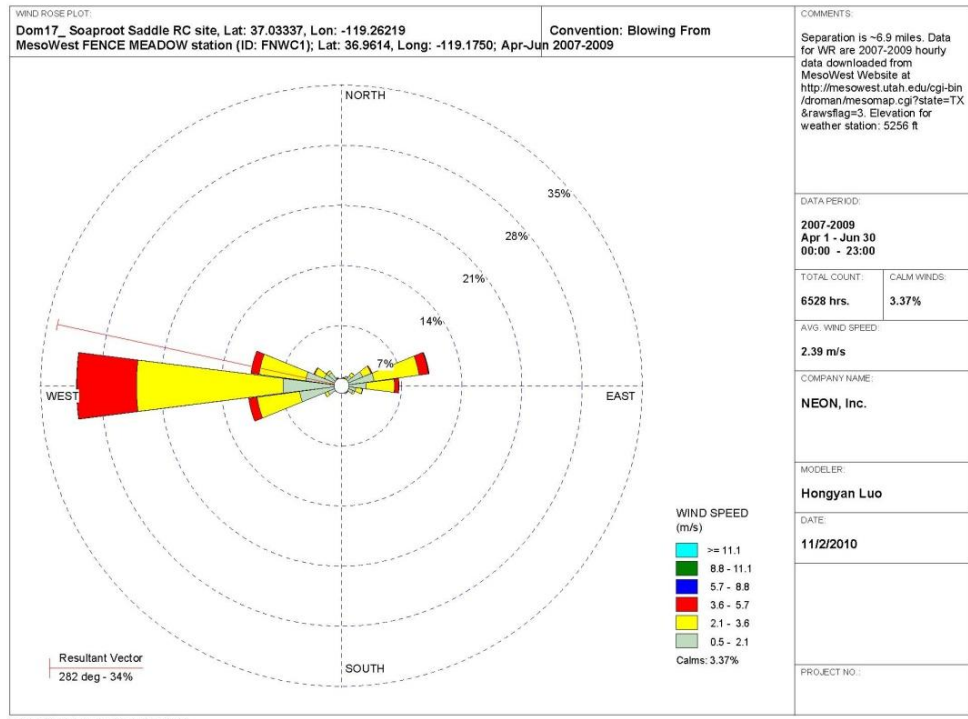 WIND ROSE PLOT:
Dom17_ Soaproot Saddle RC site, Lat: 37.03337, Lon: -119.26219
MesoWest FENCE MEADOW station (ID: FNWC1); Lat: 36.9614, Long: -119.1750; Apr-Jun 2007-2009
Convention: Blowing From
NORTH
35%
28%
21%
14%
7%
WEST
EAST
SOUTH
WIND SPEED
(m/s)
>= 11.1
8.8 - 11.1
5.7 - 8.8
3.6 - 5.7
2.1 - 3.6
0.5 - 2.1
Calms: 3.37%
Resultant Vector
282 deg - 34%
COMMENTS:
Separation is ~6.9 miles. Data
for WR are 2007-2009 hourly
data downloaded from
MesoWest Website at
http://mesowest.utah.edu/cgi-bin
/droman/mesomap.cgi?state=TX
&rawsflag=3. Elevation for
weather station: 5256 ft
DATA PERIOD:
2007-2009
Apr 1 - Jun 30
00:00 - 23:00
TOTAL COUNT:
6528 hrs.
CALM WINDS:
3.37%
AVG. WIND SPEED:
2.39 m/s
COMPANY NAME:
NEON, Inc.
MODELER:
Hongyan Luo
DATE:
11/2/2010
PROJECT NO.: